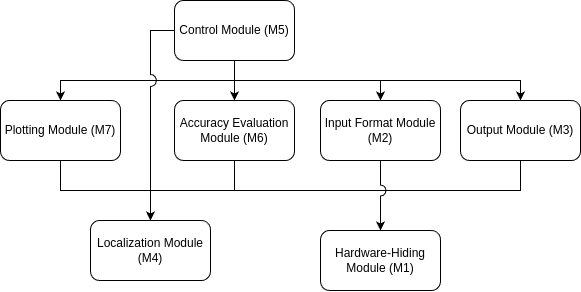 Control Module (M5)
Plotting Module (M7)
Accuracy Evaluation
Module (M6)
Input Format Module
(M2)
Output Module (M3)
Localization Module
(M4)
Hardware-Hiding
Module (M1)